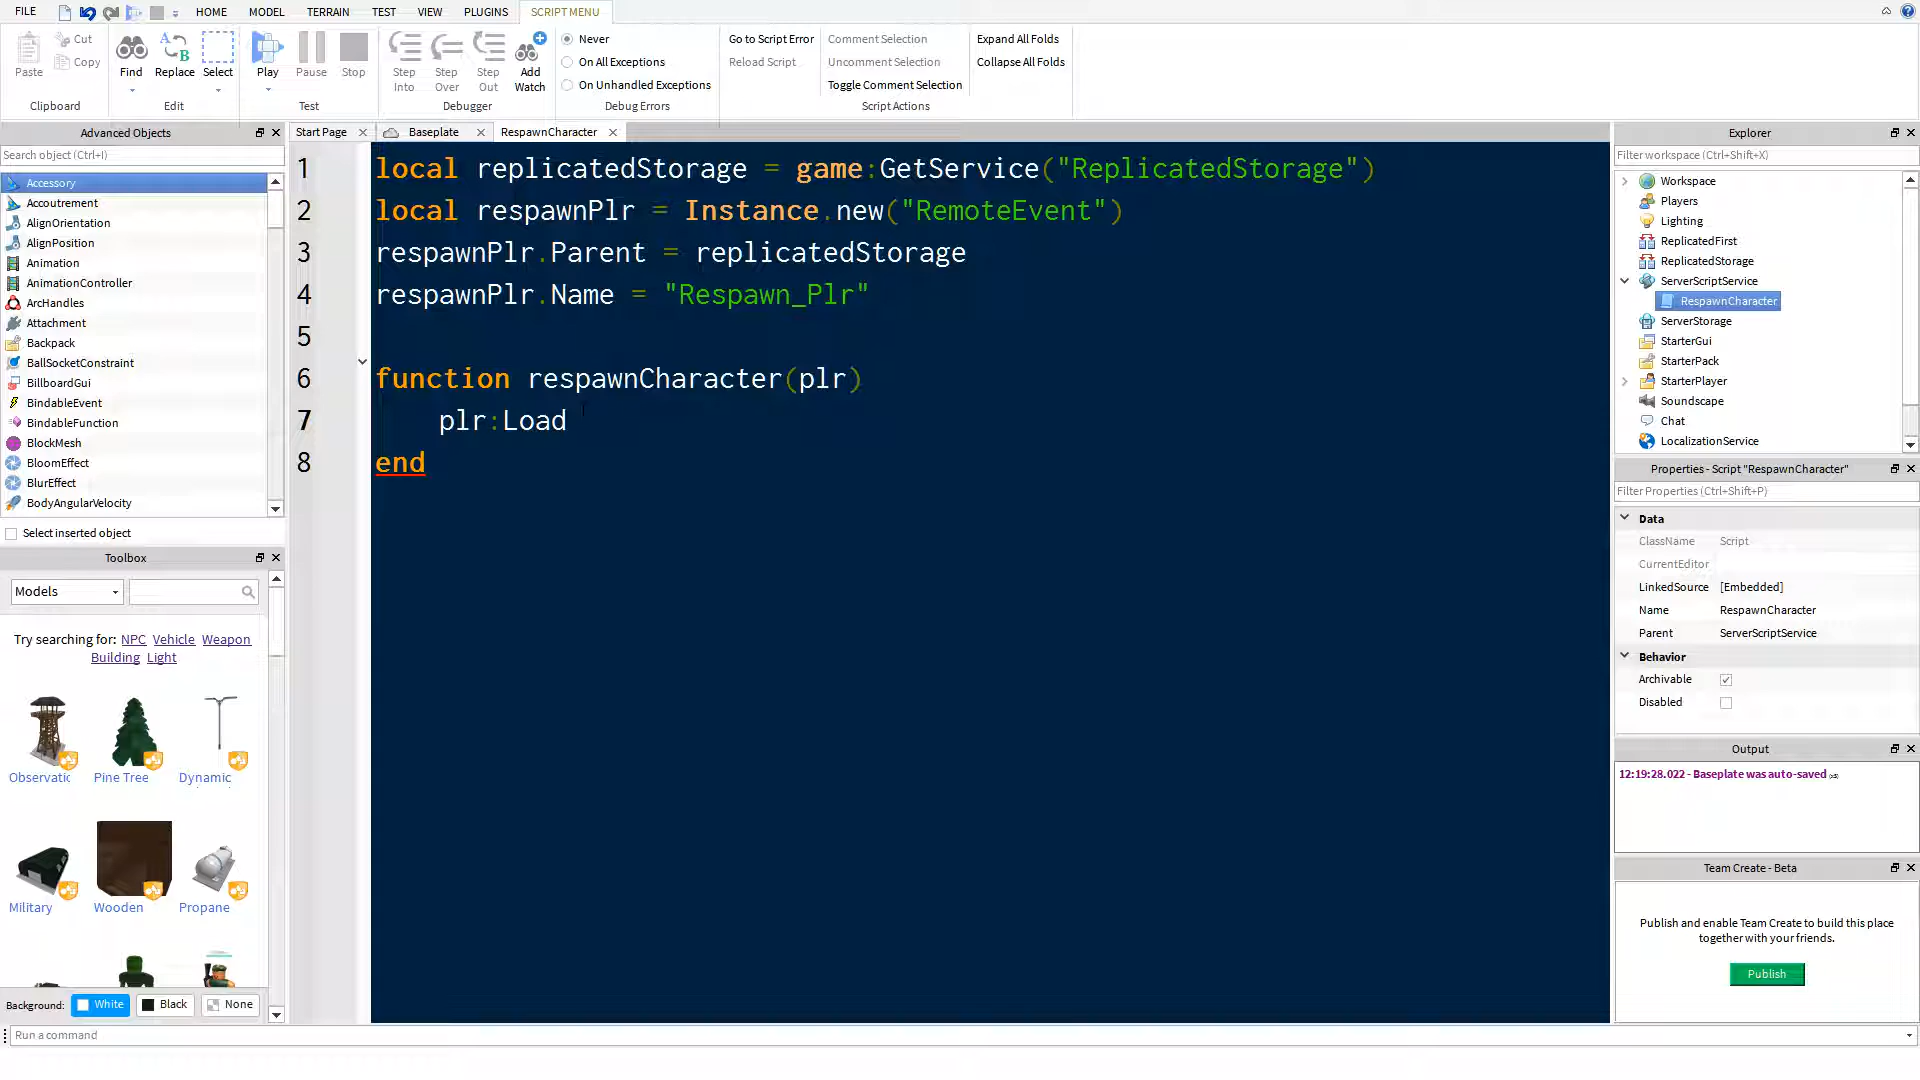 FILE HOME MODEL TERRAIN TEST VIEW PLUGINS SCRIPT MENU
Paste
Cut
Copy
Clipboard
Find Replace Select
Edit
Play Pause Stop
Test
Step Into
Step Over
Step Out
Add Watch
Debugger
Never
On All Exceptions
On Unhandled Exceptions
Debug Errors
Go to Script Error
Reload Script
Comment Selection
Uncomment Selection
Toggle Comment Selection
Script Actions
Expand All Folds
Collapse All Folds
Advanced Objects
Search object (Ctrl+I)
Accessory
Accoutrement
AlignOrientation
AlignPosition
Animation
AnimationController
ArcHandles
Attachment
Backpack
BallSocketConstraint
BillboardGui
BindableEvent
BindableFunction
BlockMesh
BloomEffect
BlurEffect
BodyAngularVelocity
Select inserted object
Toolbox
Models
Try searching for: NPC Vehicle Weapon
Building Light
Observatic Pine Tree Dynamic
Military Wooden Propane
Background: White Black None
Start Page Baseplate RespawnCharacter
1 local replicatedStorage = game:GetService("ReplicatedStorage")
2 local respawnPlr = Instance.new("RemoteEvent")
3 respawnPlr.Parent = replicatedStorage
4 respawnPlr.Name = "Respawn_Plr"
5
6 function respawnCharacter(plr)
7 plr:Load
8 end
Explorer
Filter workspace (Ctrl+Shift+X)
Workspace
Players
Lighting
ReplicatedFirst
ReplicatedStorage
ServerScriptService
RespawnCharacter
ServerStorage
StarterGui
StarterPack
StarterPlayer
Soundscape
Chat
LocalizationService
Properties - Script "RespawnCharacter"
Filter Properties (Ctrl+Shift+P)
Data
ClassName Script
CurrentEditor
LinkedSource [Embedded]
Name RespawnCharacter
Parent ServerScriptService
Behavior
Archivable
Disabled
Output
12:19:28.022 - Baseplate was auto-saved
Team Create - Beta
Publish and enable Team Create to build this place
together with your friends.
Publish
Run a command